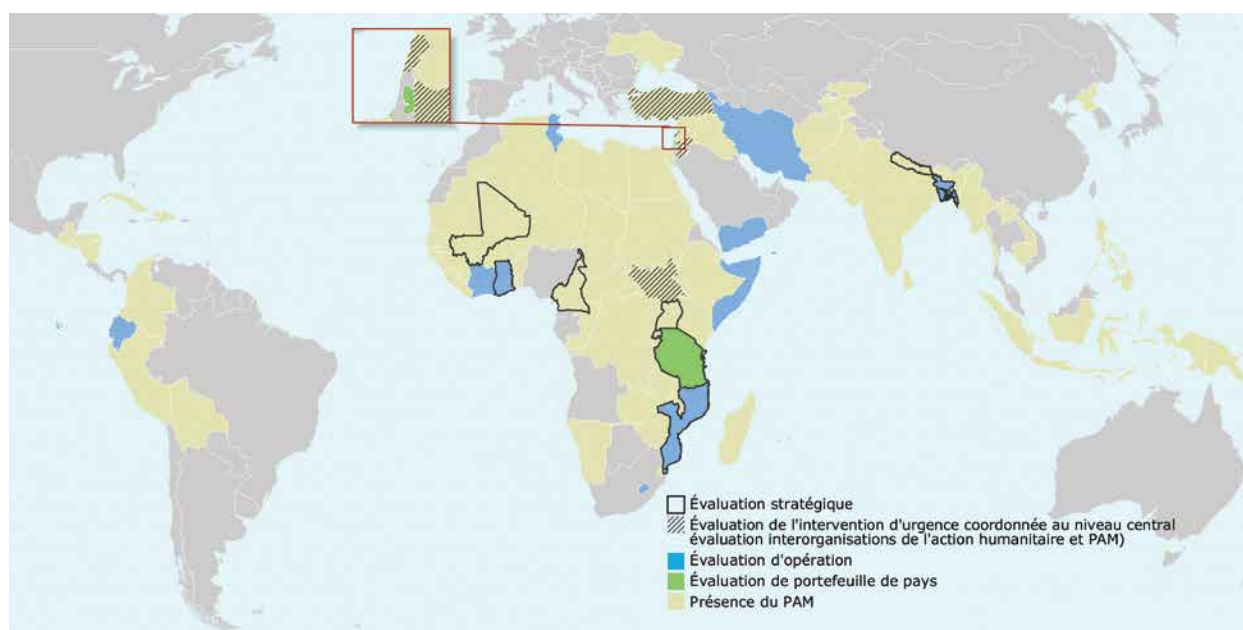 Évaluation stratégique
Évaluation de l'intervention d'urgence coordonnée au niveau central
évaluation interorganisations de l'action humanitaire et PAM)
Évaluation d'opération
Évaluation de portefeuille de pays
Présence du PAM